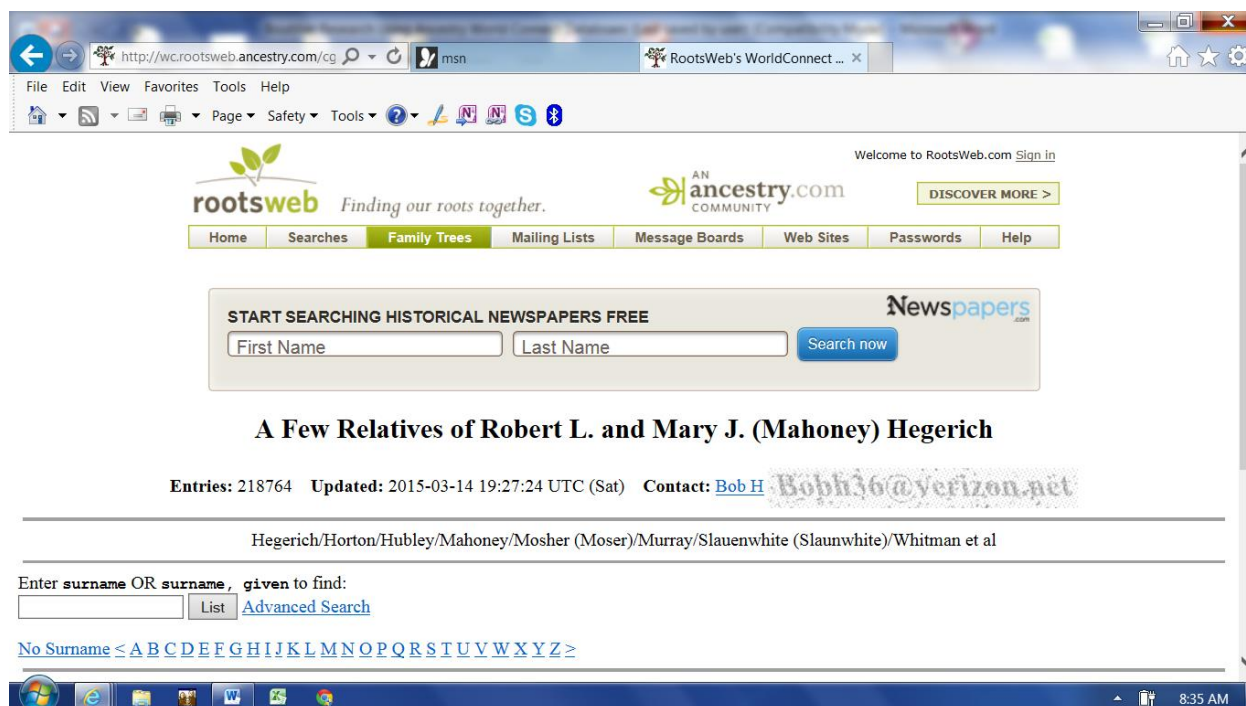 http://wc.rootsweb.ancestry.com/cg msn RootsWeb's WorldConnect ...
File Edit View Favorites Tools Help
Page Safety Tools
Welcome to RootsWeb.com Sign in
rootsweb Finding our roots together.
AN ancestry.com COMMUNITY
DISCOVER MORE >
Home Searches Family Trees Mailing Lists Message Boards Web Sites Passwords Help
START SEARCHING HISTORICAL NEWSPAPERS FREE
Newspapers .com
First Name Last Name Search now
A Few Relatives of Robert L. and Mary J. (Mahoney) Hegerich
Entries: 218764 Updated: 2015-03-14 19:27:24 UTC (Sat) Contact: Bob H Bobh36@verizon.net
Hegerich/Horton/Hubley/Mahoney/Mosher (Moser)/Murray/Slauenwhite (Slaunwhite)/Whitman et al
Enter surname OR surname, given to find:
List Advanced Search
No Surname < A B C D E F G H I J K L M N O P Q R S T U V W X Y Z >
8:35 AM